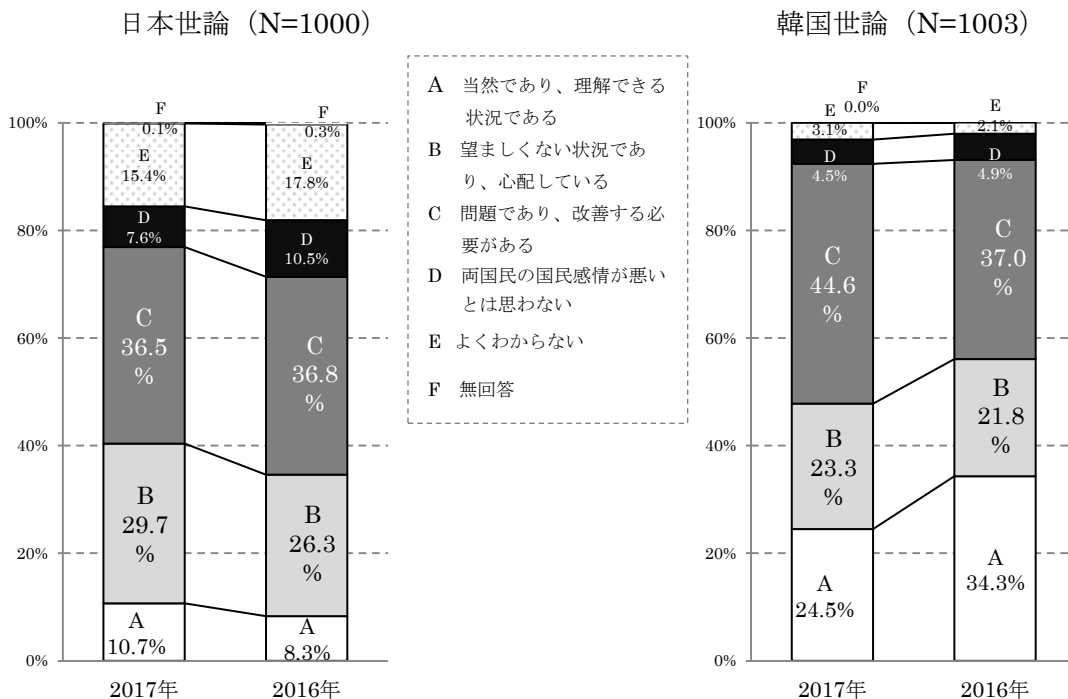 日本世論（N=1000）
韓国世論（N=1003）
A 当然であり、理解できる
状況である
B 望ましくない状況であ
り、心配している
C 問題であり、改善する必
要がある
D 両国民の国民感情が悪い
とは思わない
E よくわからない
F 無回答
100%
80%
60%
40%
20%
0%
F
0.1%
E
15.4%
D
7.6%
C
36.5
%
B
29.7
%
A
10.7%
2017年
F
0.3%
E
17.8%
D
10.5%
C
36.8
%
B
26.3
%
A
8.3%
2016年
100%
80%
60%
40%
20%
0%
F
0.0%
E
3.1%
D
4.5%
C
44.6
%
B
23.3
%
A
24.5%
2017年
E
2.1%
D
4.9%
C
37.0
%
B
21.8
%
A
34.3%
2016年